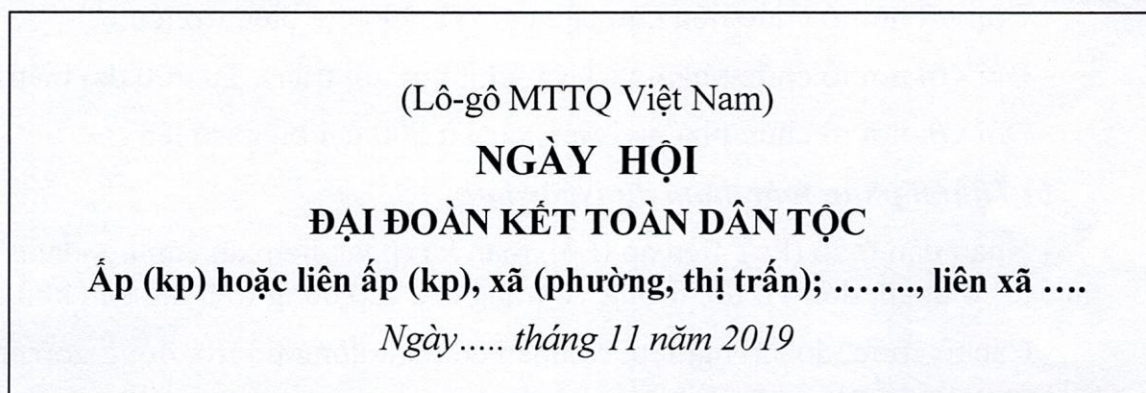 (Lô-gô MTTQ Việt Nam)
NGÀY HỘI
ĐẠI ĐOÀN KẾT TOÀN DÂN TỘC
Ấp (kp) hoặc liên ấp (kp), xã (phường, thị trấn); ……., liên xã ….
Ngày..... tháng 11 năm 2019